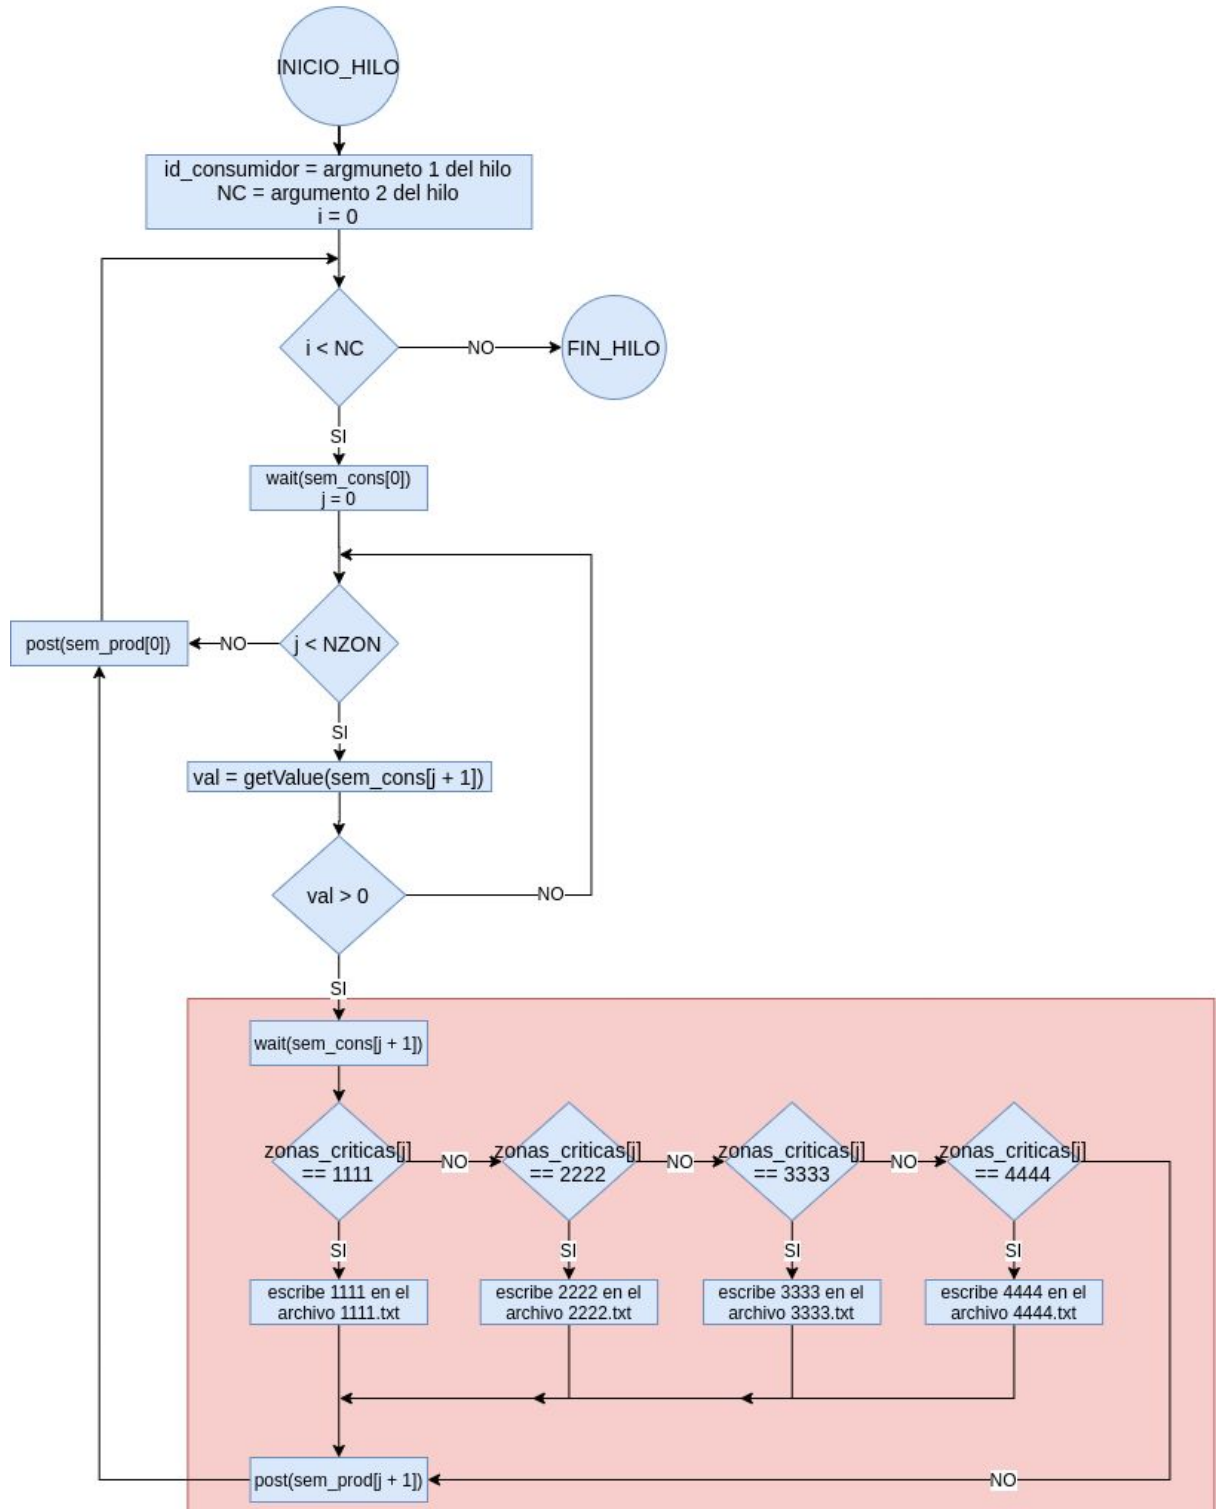 INICIO_HILO
id_consumidor = argmuneto 1 del hilo
NC = argumento 2 del hilo
i = 0
i < NC
NO
FIN_HILO
SI
wait(sem_cons[0])
j = 0
post(sem_prod[0])
NO
j < NZON
SI
val = getValue(sem_cons[j + 1])
val > 0
NO
SI
wait(sem_cons[j + 1])
zonas_criticas[j]
== 1111
NO
zonas_criticas[j]
== 2222
NO
zonas_criticas[j]
== 3333
NO
zonas_criticas[j]
== 4444
SI
SI
SI
SI
escribe 1111 en el
archivo 1111.txt
escribe 2222 en el
archivo 2222.txt
escribe 3333 en el
archivo 3333.txt
escribe 4444 en el
archivo 4444.txt
post(sem_prod[j + 1])
NO